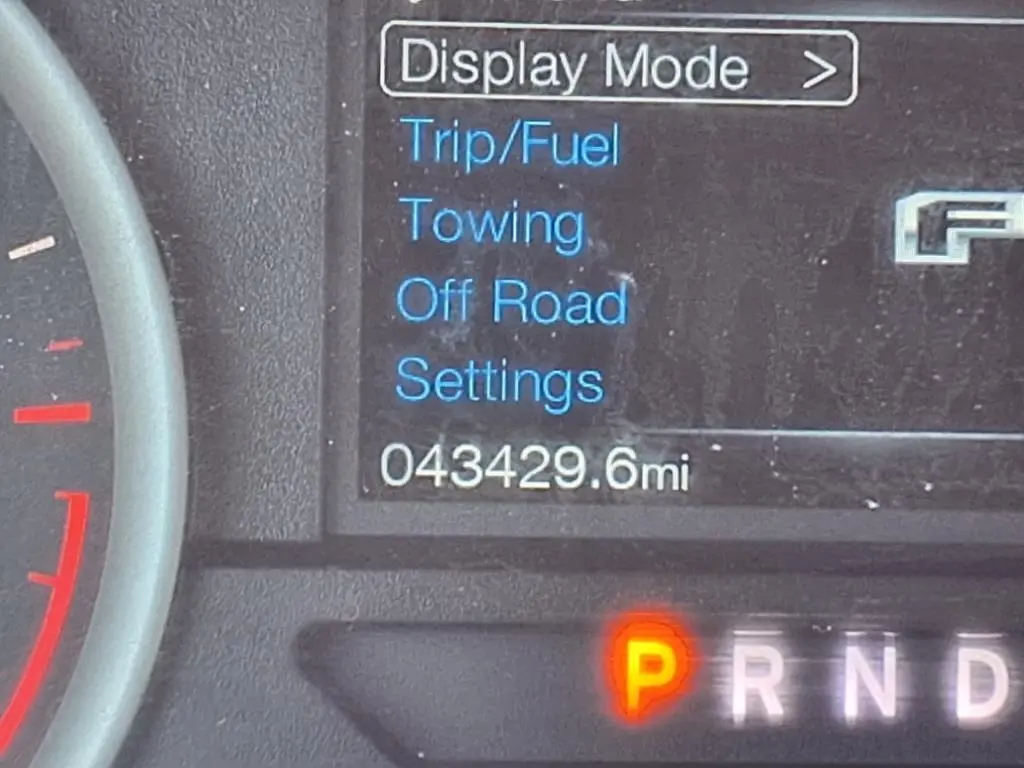 Display Mode >
Trip/Fuel
Towing
Off Road
Settings
043429.6mi
P R N D